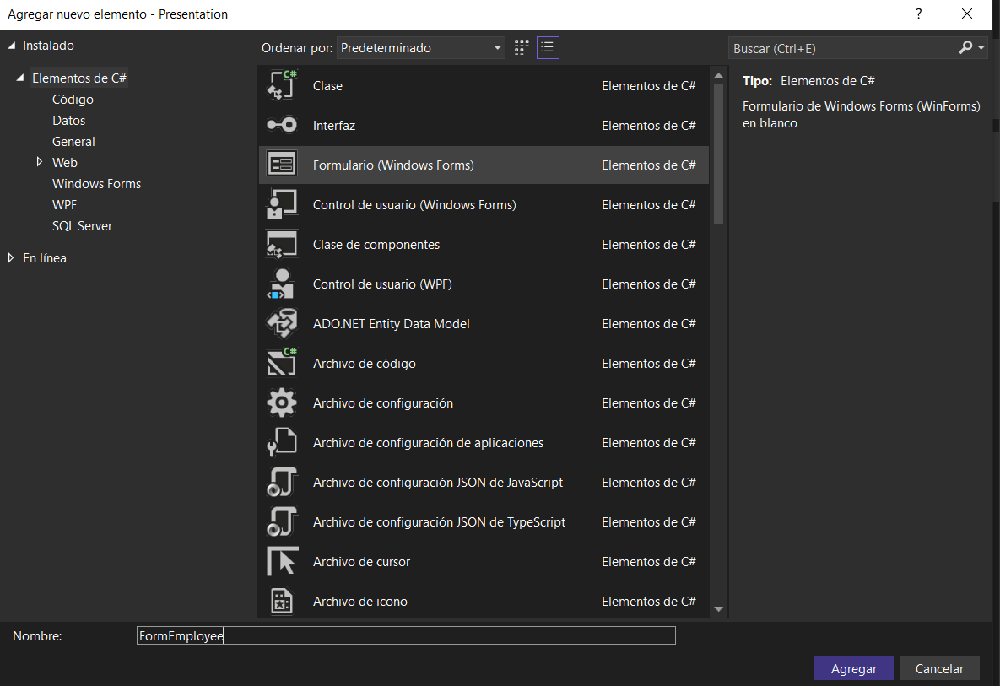 Agregar nuevo elemento - Presentation
?
Instalado
Elementos de C#
Código
Datos
General
Web
Windows Forms
WPF
SQL Server
En línea
Ordenar por: Predeterminado
C#
Clase Elementos de C#
Interfaz Elementos de C#
Formulario (Windows Forms) Elementos de C#
Control de usuario (Windows Forms) Elementos de C#
Clase de componentes Elementos de C#
Control de usuario (WPF) Elementos de C#
ADO.NET Entity Data Model Elementos de C#
C#
Archivo de código Elementos de C#
Archivo de configuración Elementos de C#
Archivo de configuración de aplicaciones Elementos de C#
Archivo de configuración JSON de JavaScript Elementos de C#
Archivo de configuración JSON de TypeScript Elementos de C#
Archivo de cursor Elementos de C#
Archivo de icono Elementos de C#
Buscar (Ctrl+E)
Tipo: Elementos de C#
Formulario de Windows Forms (WinForms)
en blanco
Nombre: FormEmployee
Agregar Cancelar